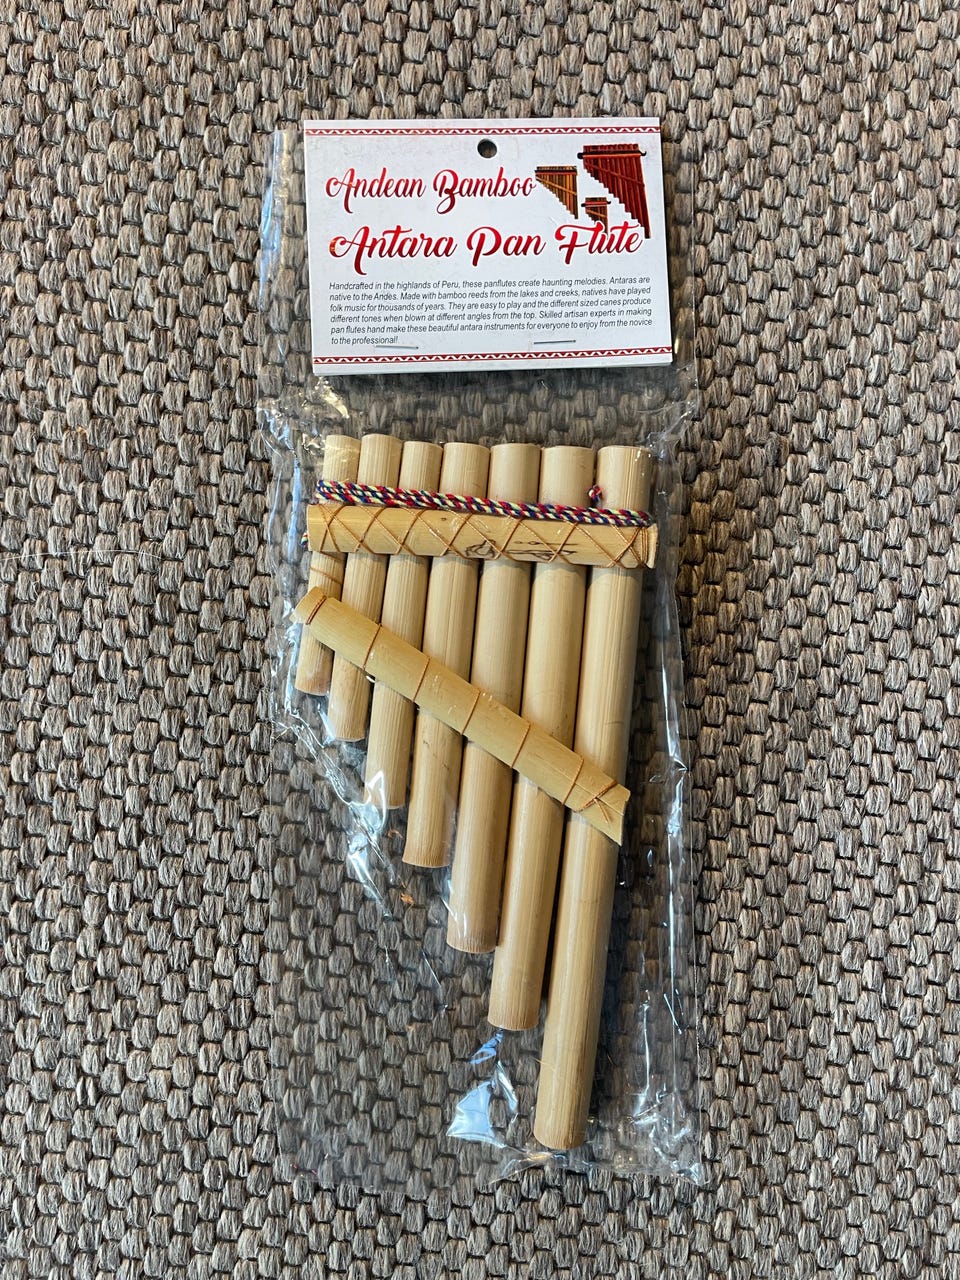 Andean Bamboo
Antara Pan Flute
Handcrafted in the highlands of Peru, these panflutes create haunting melodies. Antaras are
native to the Andes. Made with bamboo reeds from the lakes and creeks, natives have played
folk music for thousands of years. They are easy to play and the different sized canes produce
different tones when blown at different angles from the top. Skilled artisan experts in making
pan flutes hand make these beautiful antara instruments for everyone to enjoy from the novice
to the professional!